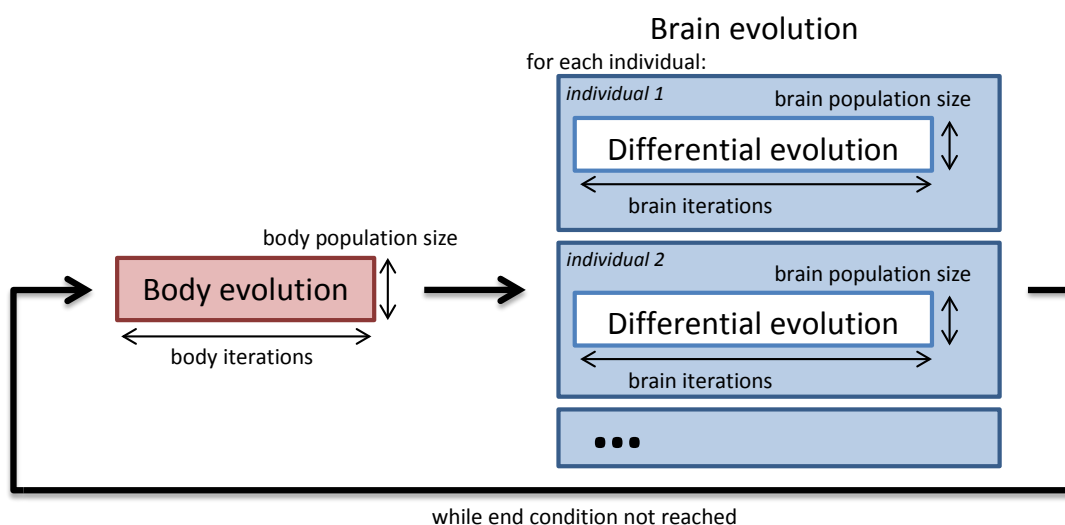 Brain evolution
for each individual:
individual 1
brain population size
Differential evolution
brain iterations
body population size
Body evolution
body iterations
individual 2
brain population size
Differential evolution
brain iterations
...
while end condition not reached